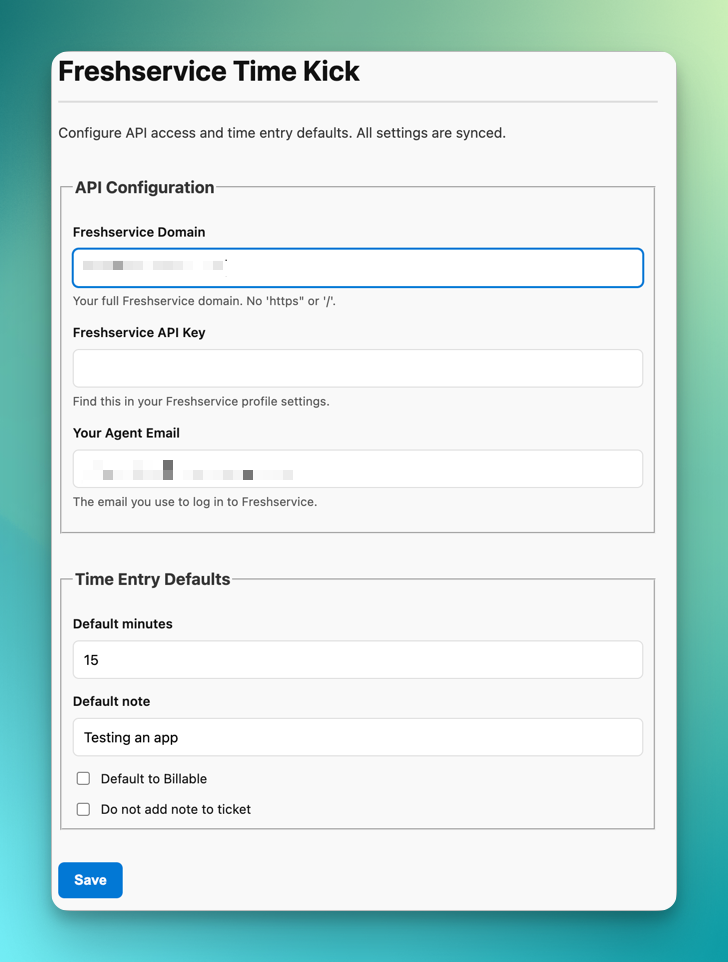 Freshservice Time Kick
Configure API access and time entry defaults. All settings are synced.
API Configuration
Freshservice Domain
Your full Freshservice domain. No 'https" or '/'.
Freshservice API Key
Find this in your Freshservice profile settings.
Your Agent Email
The email you use to log in to Freshservice.
Time Entry Defaults
Default minutes
15
Default note
Testing an app
Default to Billable
Do not add note to ticket
Save